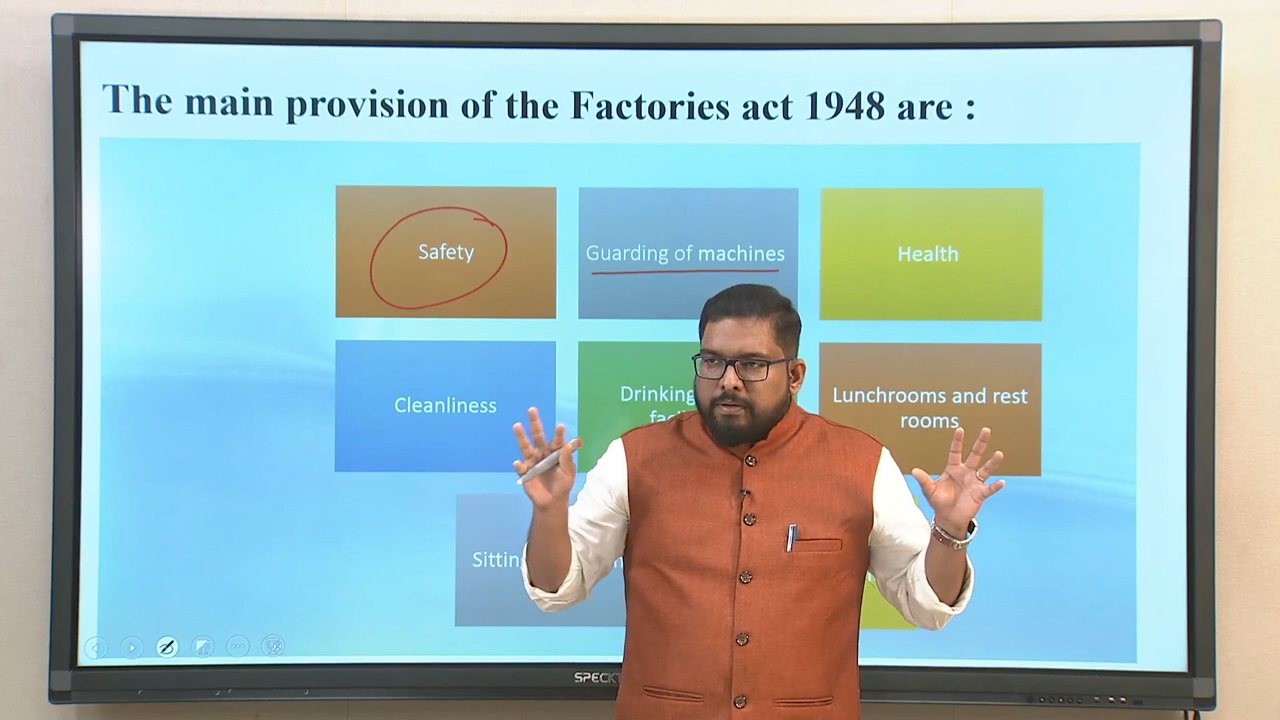 The main provision of the Factories act 1948 are :
Safety
Guarding of machines
Health
Cleanliness
Drinking
Lunchrooms and rest
rooms